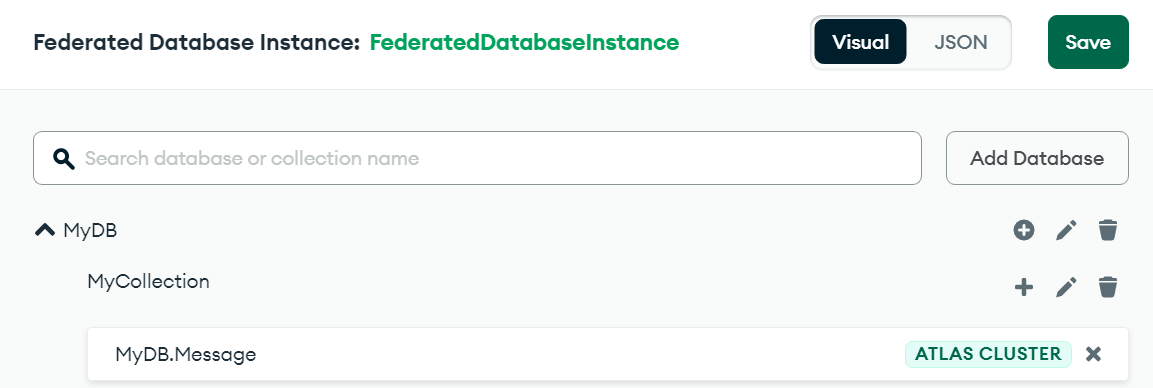 Federated Database Instance: FederatedDatabaseInstance Visual JSON Save
Search database or collection name Add Database
MyDB
MyCollection
MyDB.Message ATLAS CLUSTER